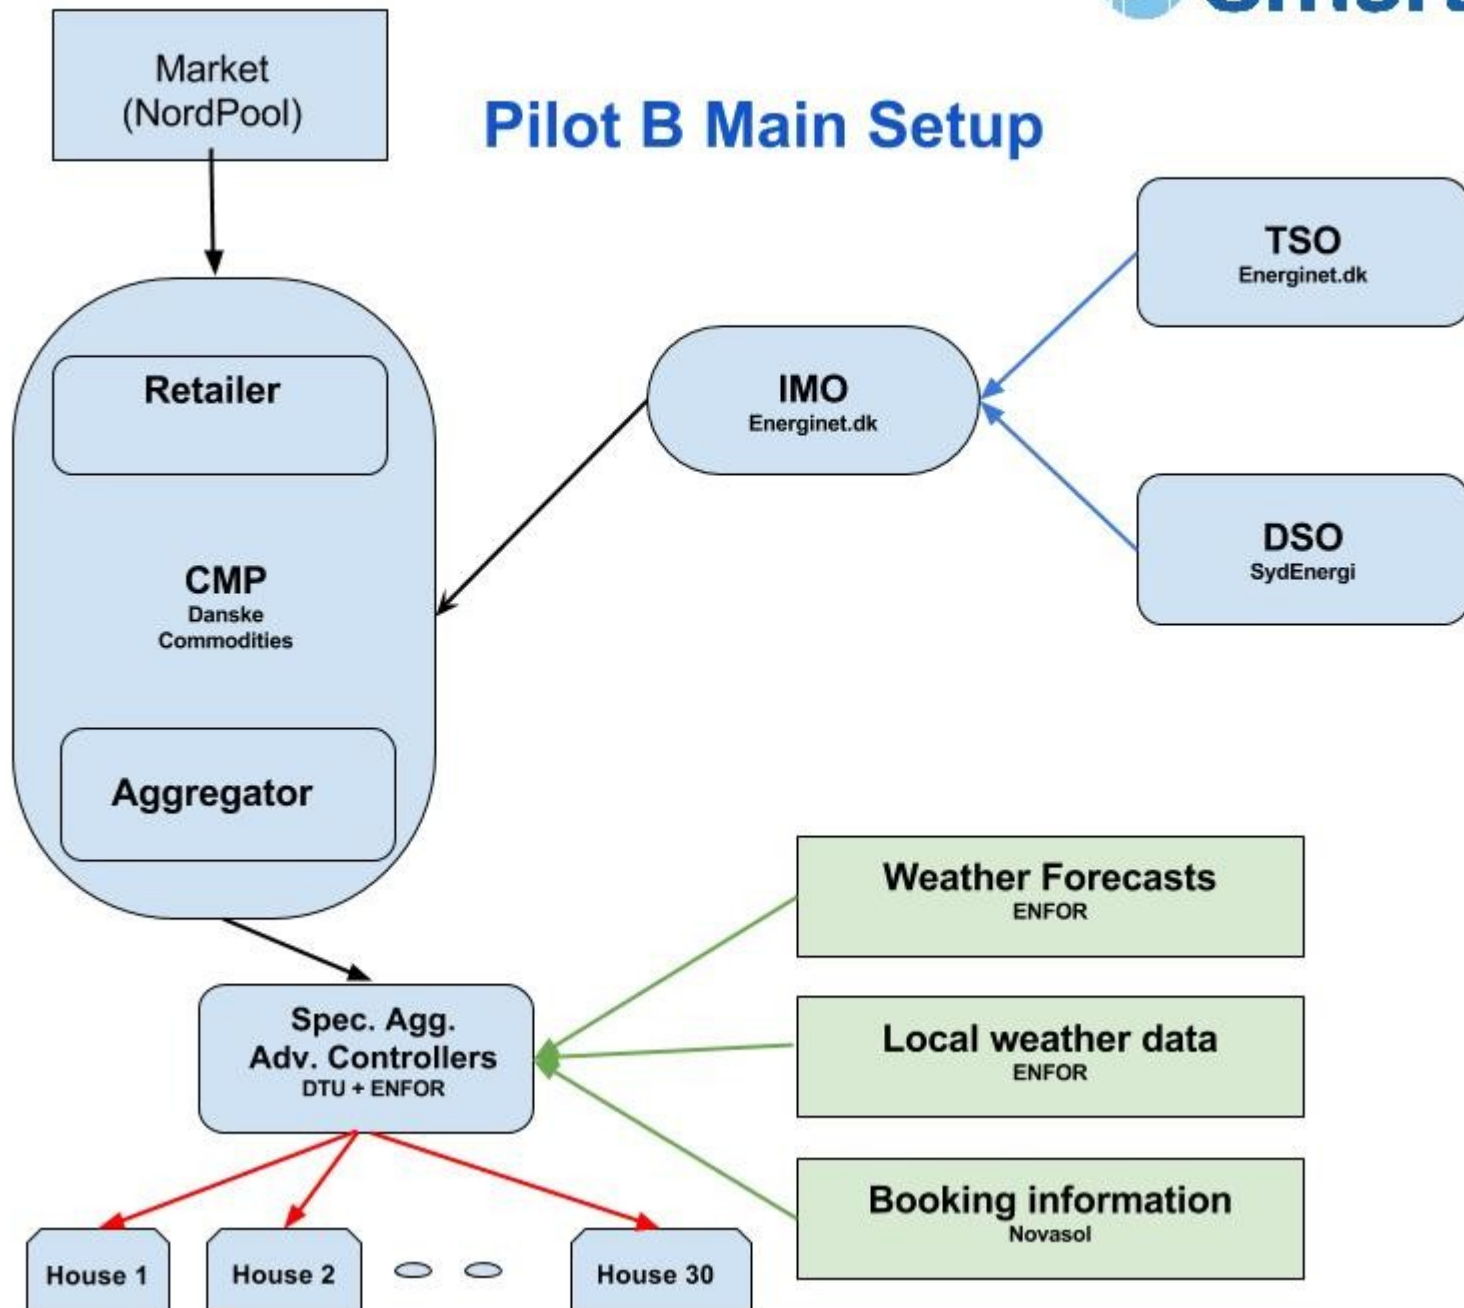 Market
(NordPool)
Pilot B Main Setup
TSO
Energinet.dk
Retailer
IMO
Energinet.dk
DSO
SydEnergi
CMP
Danske
Commodities
Aggregator
Weather Forecasts
ENFOR
Spec. Agg.
Adv. Controllers
DTU + ENFOR
Local weather data
ENFOR
Booking information
Novasol
House 1
House 2
House 30